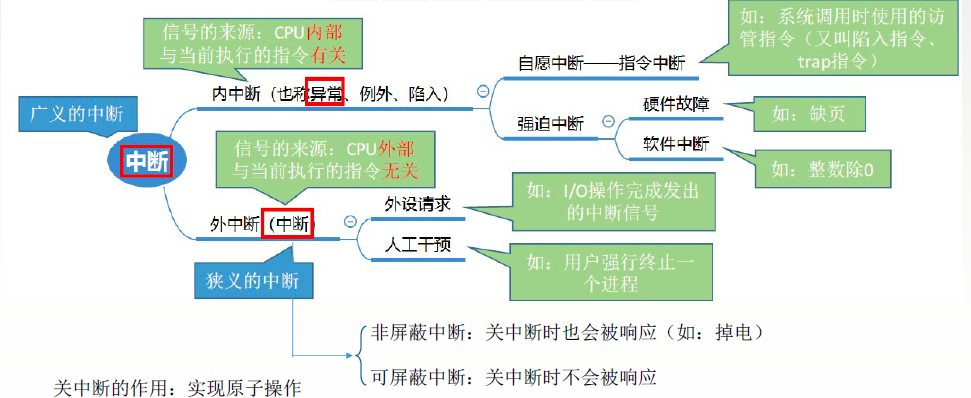 信号的来源：CPU内部
与当前执行的指令有关
如：系统调用时使用的访
管指令（又叫陷入指令、
trap指令）
自愿中断——指令中断
内中断（也称异常、例外、陷入）
广义的中断
硬件故障
如：缺页
强迫中断
中断
信号的来源：CPU外部
与当前执行的指令无关
软件中断
如：整数除0
外设请求
如：I/O操作完成发出
的中断信号
外中断（中断）
人工干预
如：用户强行终止一
个进程
狭义的中断
非屏蔽中断：关中断时也会被响应（如：掉电）
可屏蔽中断：关中断时不会被响应
关中断的作用：实现原子操作